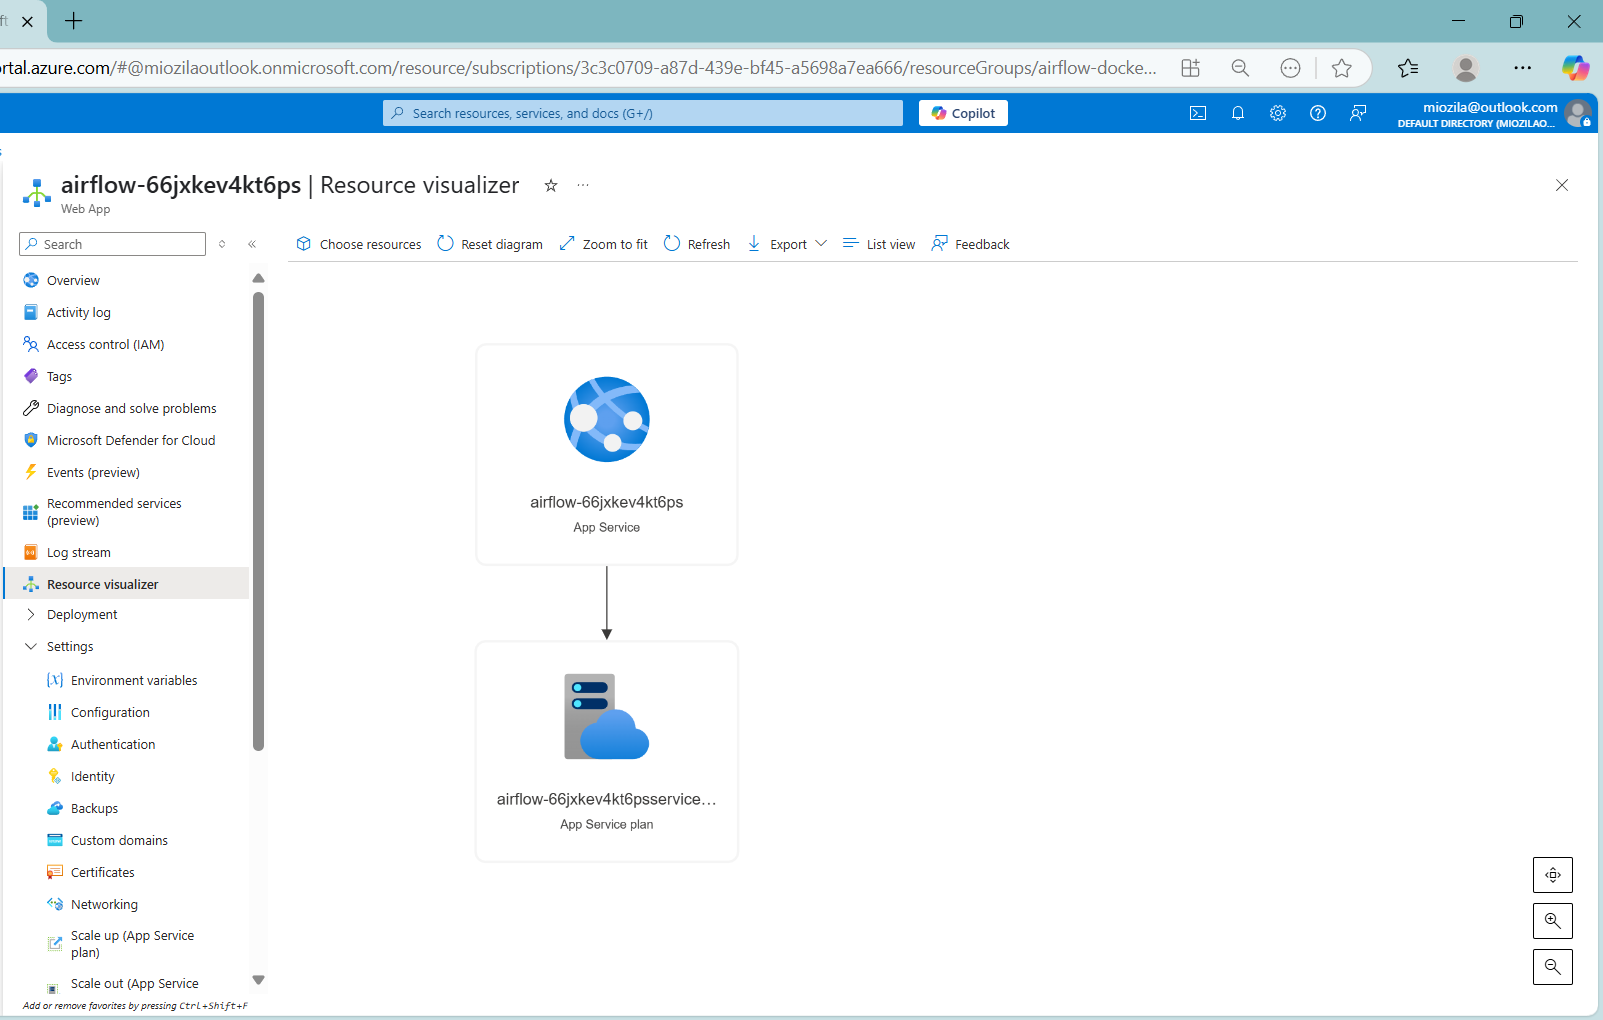 ft
rtal.azure.com/#@miozilaoutlook.onmicrosoft.com/resource/subscriptions/3c3c0709-a87d-439e-bf45-a5698a7ea666/resourceGroups/airflow-docke...
Search resources, services, and docs (G+/)
Copilot
miozila@outlook.com
DEFAULT DIRECTORY (MIOZILAO...
s
airflow-66jxkev4kt6ps | Resource visualizer
Web App
Search
Choose resources
Reset diagram
Zoom to fit
Refresh
Export
List view
Feedback
Overview
Activity log
Access control (IAM)
Tags
Diagnose and solve problems
Microsoft Defender for Cloud
Events (preview)
Recommended services
(preview)
Log stream
Resource visualizer
Deployment
Settings
Environment variables
Configuration
Authentication
Identity
Backups
Custom domains
Certificates
Networking
Scale up (App Service
plan)
Scale out (App Service
Add or remove favorites by pressing Ctrl+Shift+F
airflow-66jxkev4kt6ps
App Service
airflow-66jxkev4kt6psservice...
App Service plan